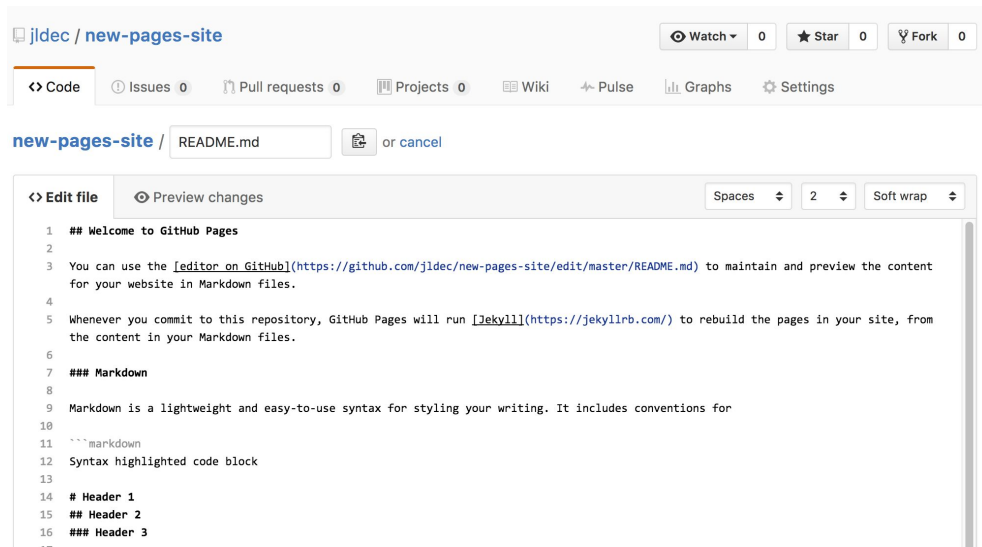 jldec / new-pages-site
Watch 0 Star 0 Fork 0
Code Issues 0 Pull requests 0 Projects 0 Wiki Pulse Graphs Settings
new-pages-site / README.md or cancel
Edit file Preview changes Spaces 2 Soft wrap
1 ## Welcome to GitHub Pages
2
3 You can use the [editor on GitHub](https://github.com/jldec/new-pages-site/edit/master/README.md) to maintain and preview the content
for your website in Markdown files.
4
5 Whenever you commit to this repository, GitHub Pages will run [Jekyll](https://jekyllrb.com/) to rebuild the pages in your site, from
the content in your Markdown files.
6
7 ### Markdown
8
9 Markdown is a lightweight and easy-to-use syntax for styling your writing. It includes conventions for
10
11 ```markdown
12 Syntax highlighted code block
13
14 # Header 1
15 ## Header 2
16 ### Header 3